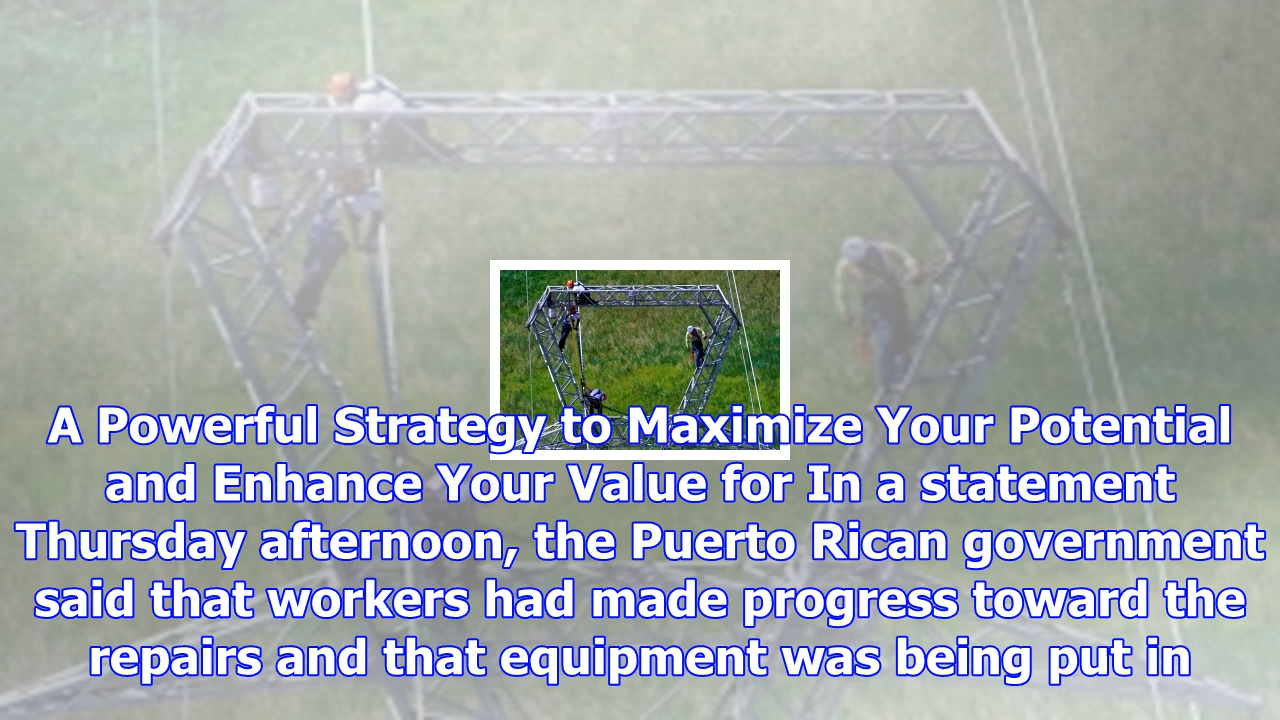 A Powerful Strategy to Maximize Your Potential
and Enhance Your Value for In a statement
Thursday afternoon, the Puerto Rican government
said that workers had made progress toward the
repairs and that equipment was being put in